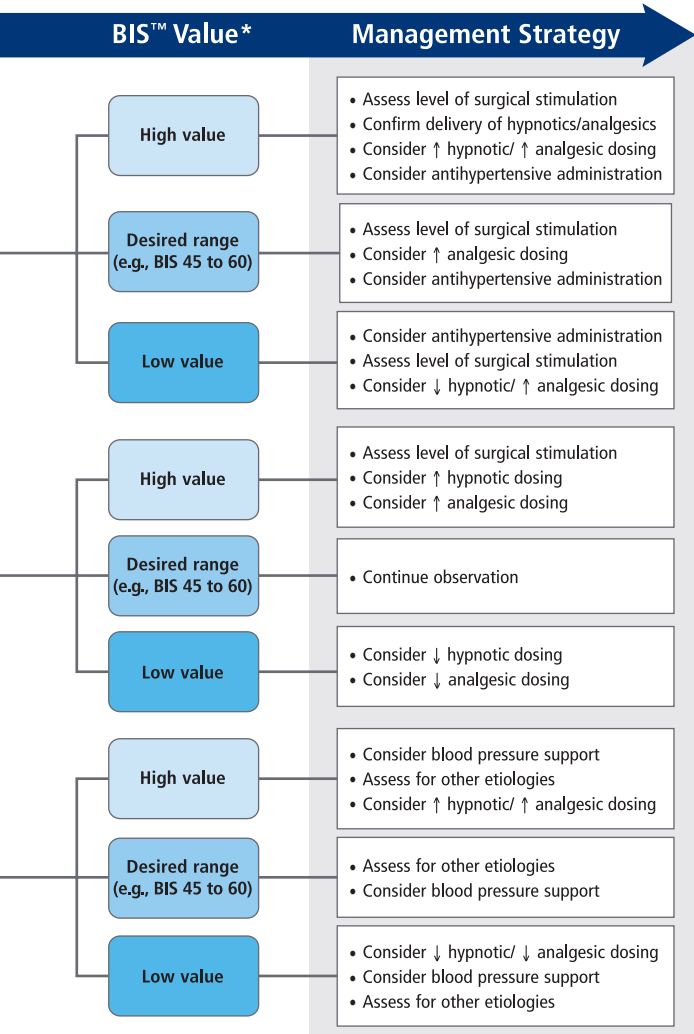 BIS™ Value*
Management Strategy
High value
• Assess level of surgical stimulation
• Confirm delivery of hypnotics/analgesics
• Consider ↑ hypnotic/ ↑ analgesic dosing
• Consider antihypertensive administration
Desired range
(e.g., BIS 45 to 60)
• Assess level of surgical stimulation
• Consider ↑ analgesic dosing
• Consider antihypertensive administration
Low value
• Consider antihypertensive administration
• Assess level of surgical stimulation
• Consider ↓ hypnotic/ ↑ analgesic dosing
High value
• Assess level of surgical stimulation
• Consider ↑ hypnotic dosing
• Consider ↑ analgesic dosing
Desired range
(e.g., BIS 45 to 60)
• Continue observation
Low value
• Consider ↓ hypnotic dosing
• Consider ↓ analgesic dosing
High value
• Consider blood pressure support
• Assess for other etiologies
• Consider ↑ hypnotic/ ↑ analgesic dosing
Desired range
(e.g., BIS 45 to 60)
• Assess for other etiologies
• Consider blood pressure support
Low value
• Consider ↓ hypnotic/ ↓ analgesic dosing
• Consider blood pressure support
• Assess for other etiologies